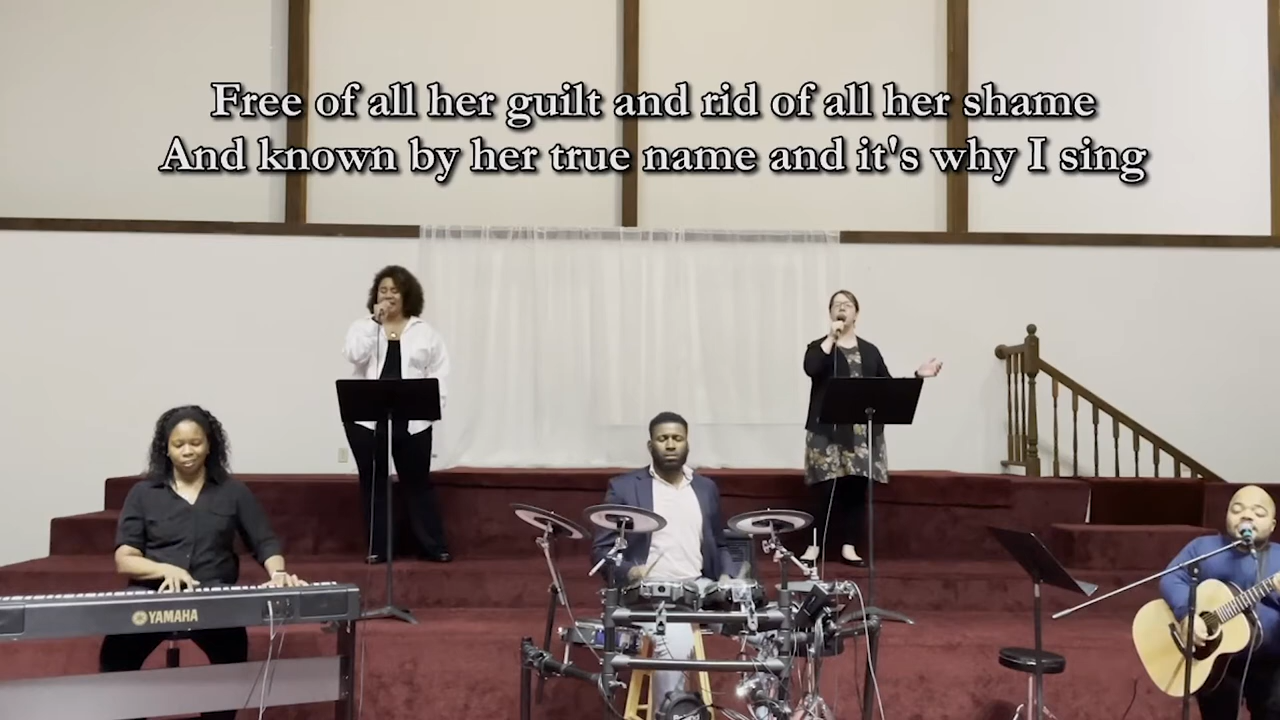 Free of all her guilt and rid of all her shame
And known by her true name and it's why I sing
YAMAHA